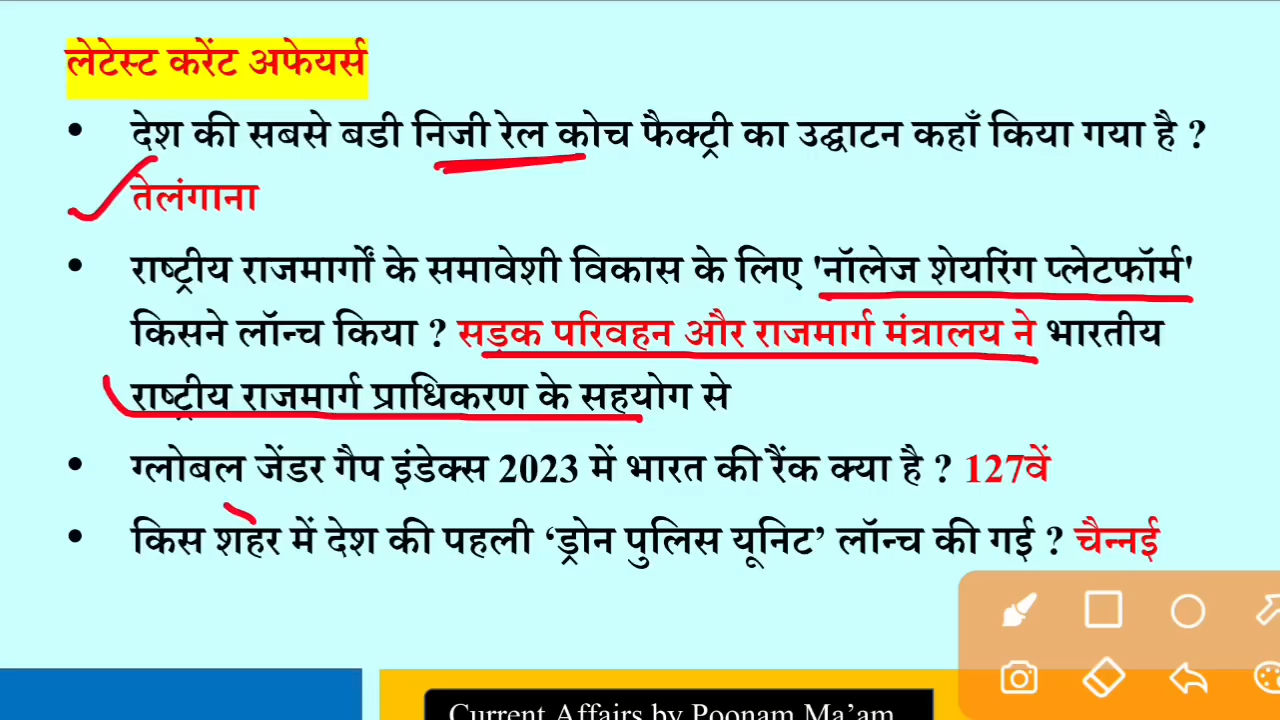 लेटेस्ट करेंट अफेयर्स
• देश की सबसे बडी निजी रेल कोच फैक्ट्री का उद्घाटन कहाँ किया गया है ?
तेलंगाना
• राष्ट्रीय राजमार्गों के समावेशी विकास के लिए 'नॉलेज शेयरिंग प्लेटफॉर्म'
किसने लॉन्च किया ? सड़क परिवहन और राजमार्ग मंत्रालय ने भारतीय
राष्ट्रीय राजमार्ग प्राधिकरण के सहयोग से
• ग्लोबल जेंडर गैप इंडेक्स 2023 में भारत की रैंक क्या है ? 127वें
• किस शहर में देश की पहली ‘ड्रोन पुलिस यूनिट’ लॉन्च की गई ? चैन्नई
Current Affairs by Poonam Ma’am